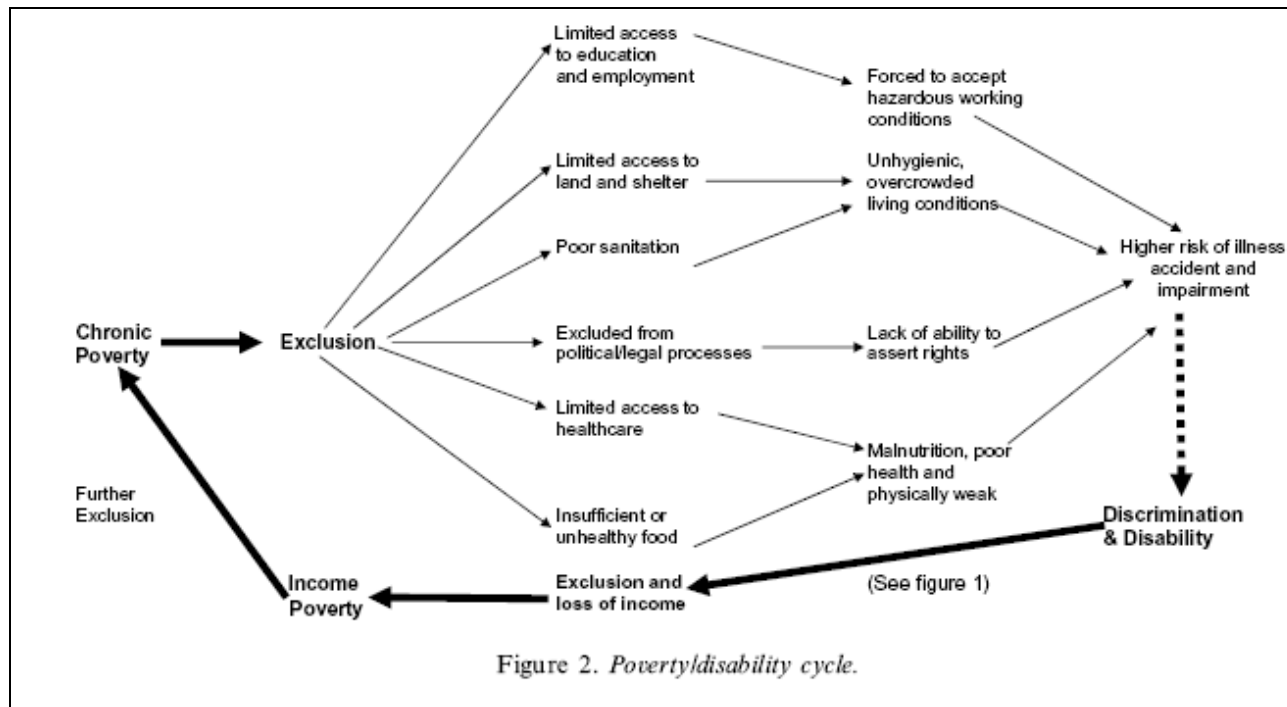 Limited access
to education
and employment
Forced to accept
hazardous working
conditions
Limited access to
land and shelter
Unhygienic,
overcrowded
living conditions
Poor sanitation
Higher risk of illness
accident and
impairment
Chronic
Poverty
Exclusion
Excluded from
political/legal processes
Lack of ability to
assert rights
Limited access to
healthcare
Malnutrition, poor
health and
physically weak
Further
Exclusion
Insufficient or
unhealthy food
Discrimination
& Disability
Income
Poverty
Exclusion and
loss of income
(See figure 1)
Figure 2. Poverty/disability cycle.